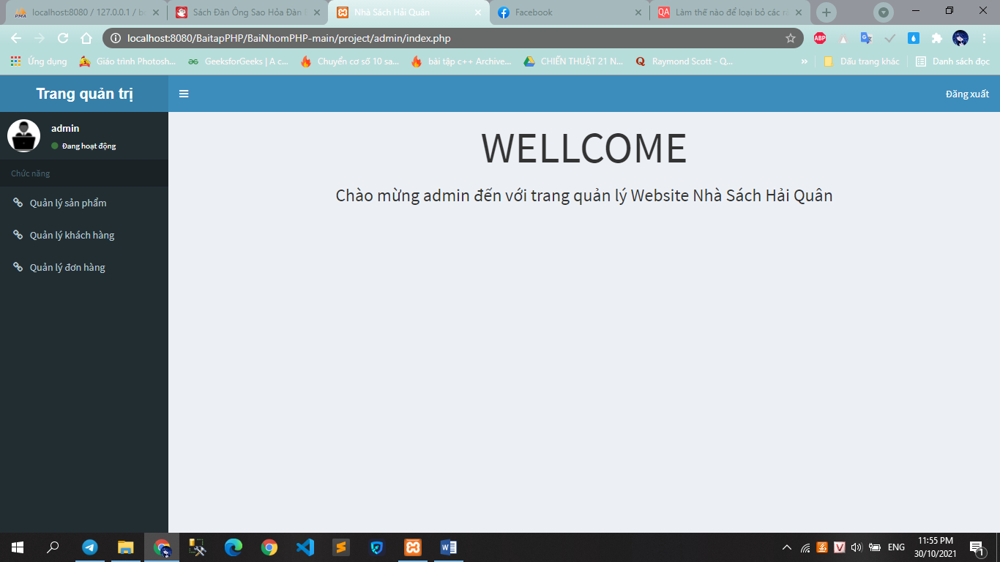 localhost:8080 / 127.0.0.1 / b
Sách Đàn Ông Sao Hỏa Đàn
Nhà Sách Hải Quân
Facebook
QA Làm thế nào để loại bỏ các
localhost:8080/BaitapPHP/BaiNhomPHP-main/project/admin/index.php
ABP
Ứng dụng
Giáo trình Photosh...
GeeksforGeeks | A c...
Chuyển cơ số 10 sa...
bài tập c++ Archive...
CHIẾN THUẬT 21 N...
Raymond Scott - Q...
»
Dấu trang khác
Danh sách đọc
Trang quản trị
Đăng xuất
admin
Đang hoạt động
Chức năng
Quản lý sản phẩm
Quản lý khách hàng
Quản lý đơn hàng
WELLCOME
Chào mừng admin đến với trang quản lý Website Nhà Sách Hải Quân
ENG
11:55 PM
30/10/2021
1